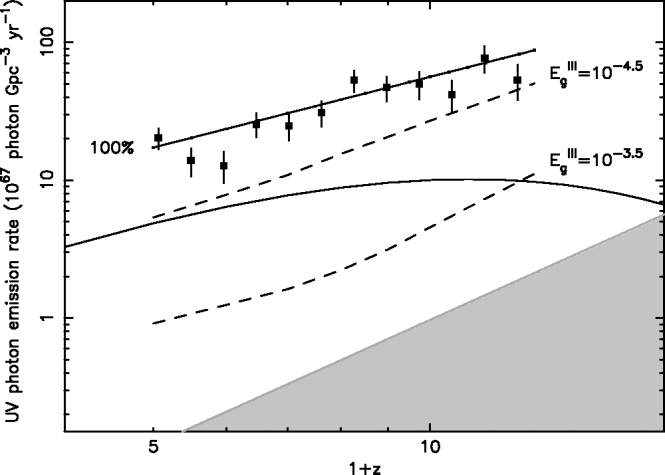 UV photon emission rate (10^67 photon Gpc^−3 yr^−1)
100
10
1
100%
E_g^III=10^−4.5
E_g^III=10^−3.5
5
10
1+z